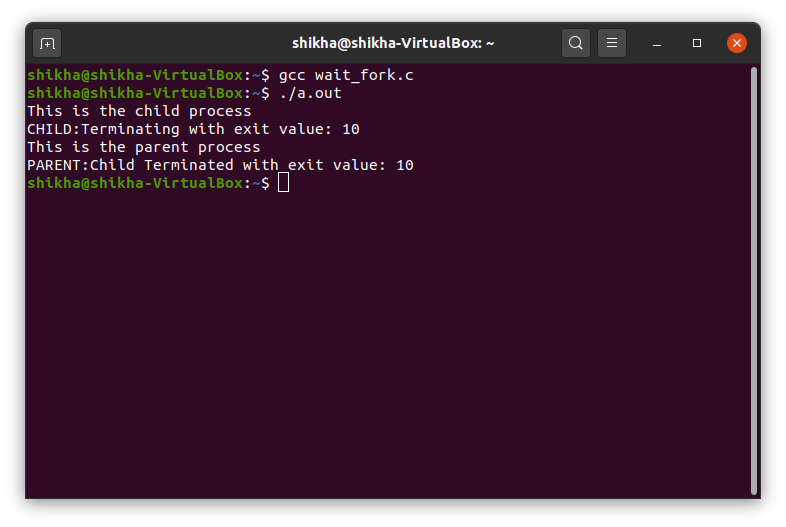 shikha@shikha-VirtualBox: ~
shikha@shikha-VirtualBox:~$ gcc wait_fork.c
shikha@shikha-VirtualBox:~$ ./a.out
This is the child process
CHILD:Terminating with exit value: 10
This is the parent process
PARENT:Child Terminated with exit value: 10
shikha@shikha-VirtualBox:~$